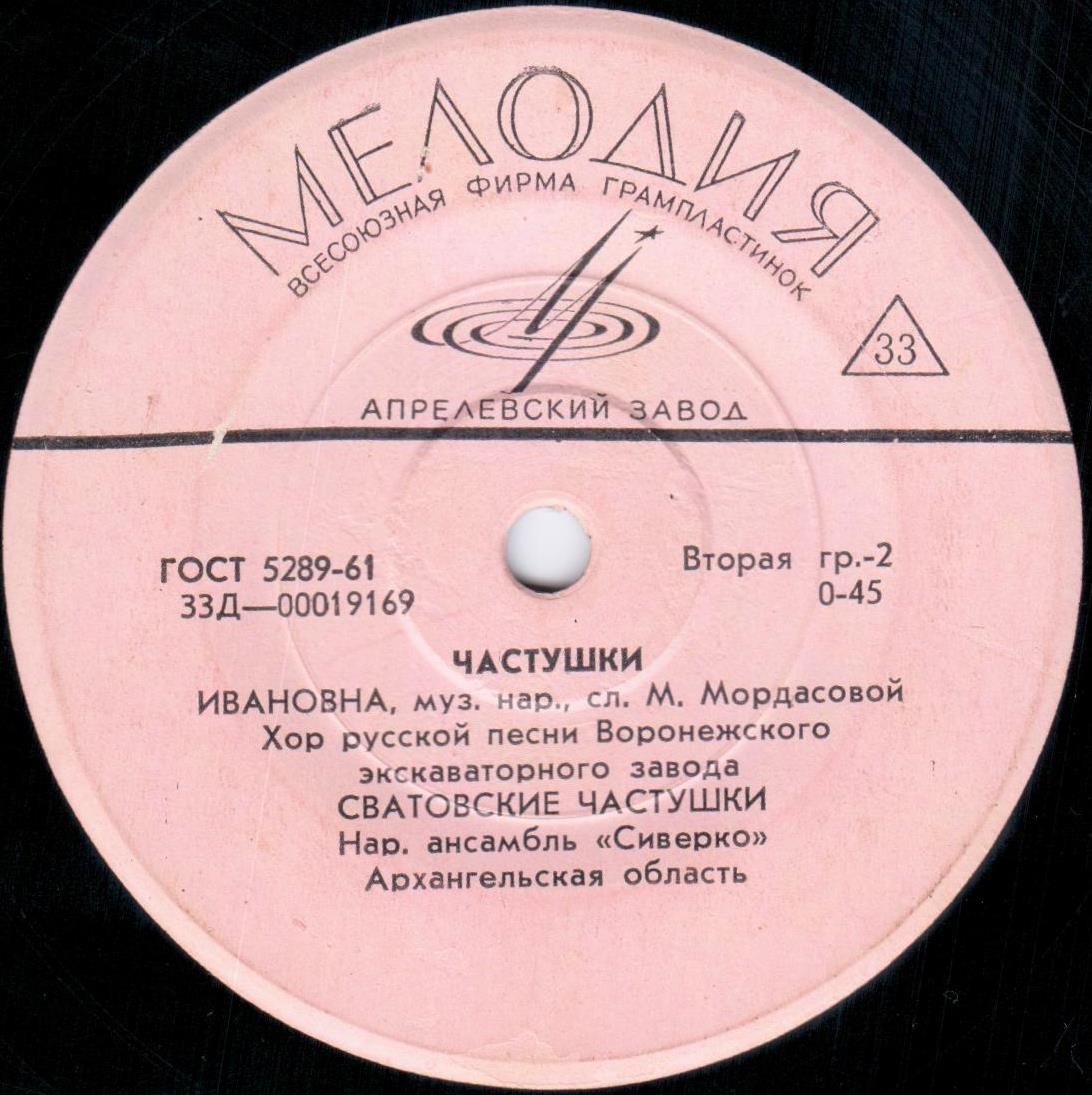 МЕЛОДИЯ
ВСЕСОЮЗНАЯ ФИРМА ГРАМПЛАСТИНОК
33
АПРЕЛЕВСКИЙ ЗАВОД
ГОСТ 5289-61
33Д—00019169
Вторая гр.-2
0-45
ЧАСТУШКИ
ИВАНОВНА, муз. нар., сл. М. Мордасовой
Хор русской песни Воронежского
экскаваторного завода
СВАТОВСКИЕ ЧАСТУШКИ
Нар. ансамбль «Сиверко»
Архангельская область